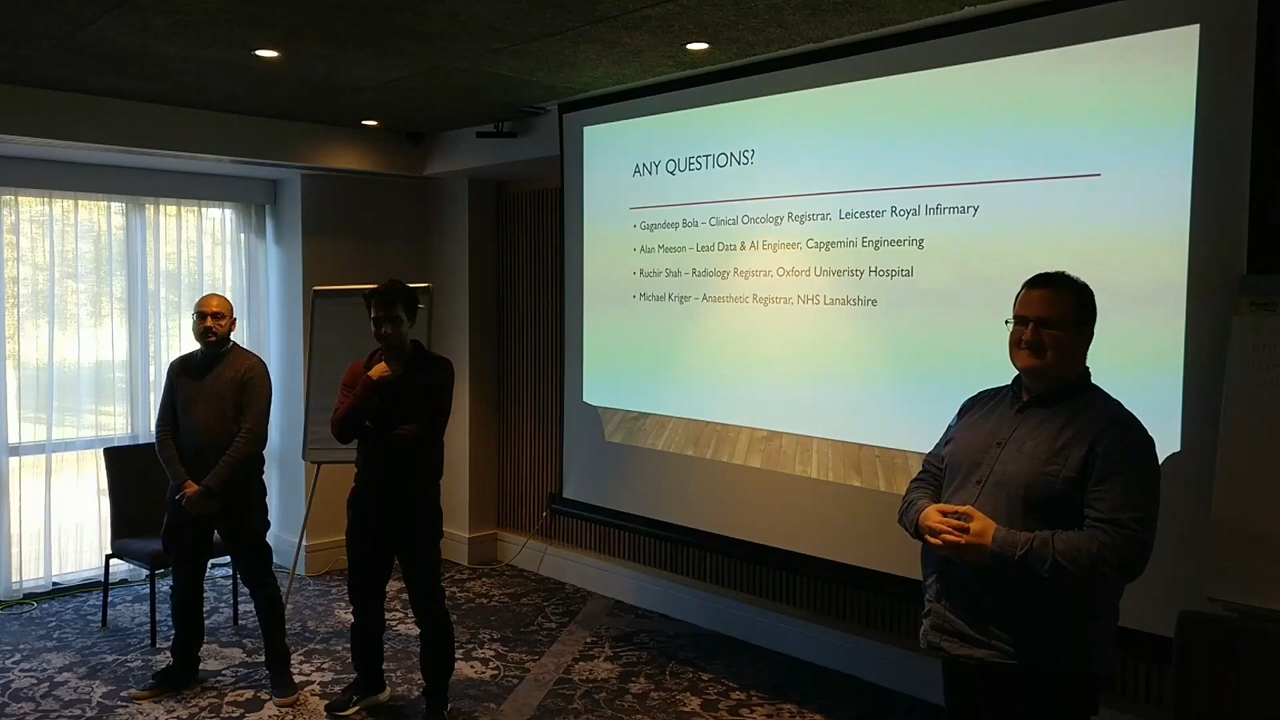 ANY QUESTIONS?
• Gagandeep Bola – Clinical Oncology Registrar, Leicester Royal Infirmary
• Alan Meeson – Lead Data & AI Engineer, Capgemini Engineering
• Ruchir Shah – Radiology Registrar, Oxford Univeristy Hospital
• Michael Kriger – Anaesthetic Registrar, NHS Lanakshire